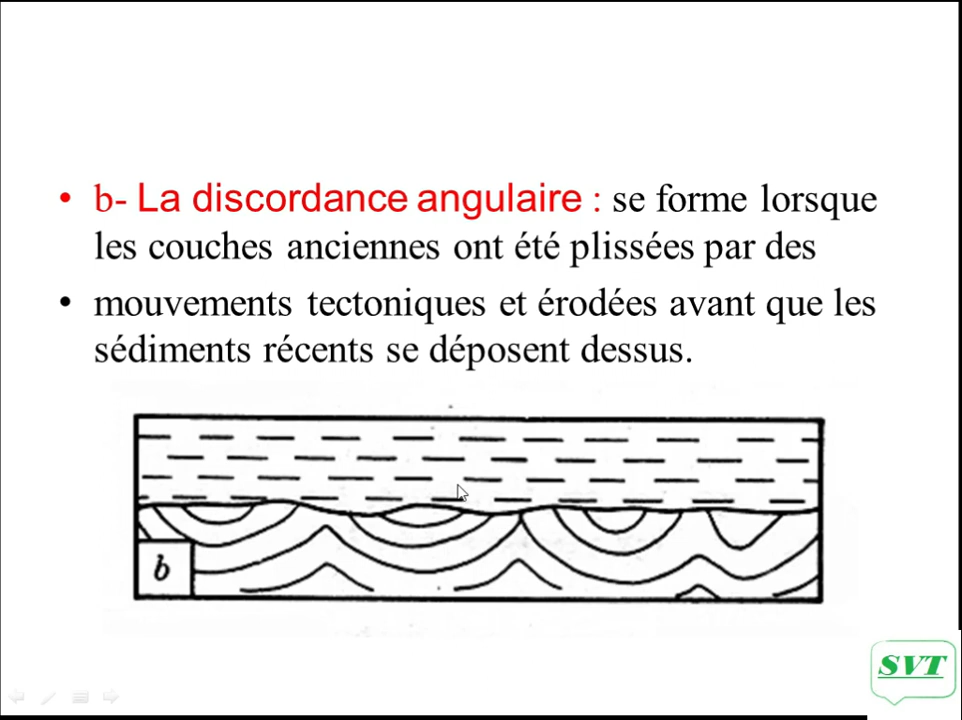 • b- La discordance angulaire : se forme lorsque
les couches anciennes ont été plissées par des
• mouvements tectoniques et érodées avant que les
sédiments récents se déposent dessus.
b
SVT